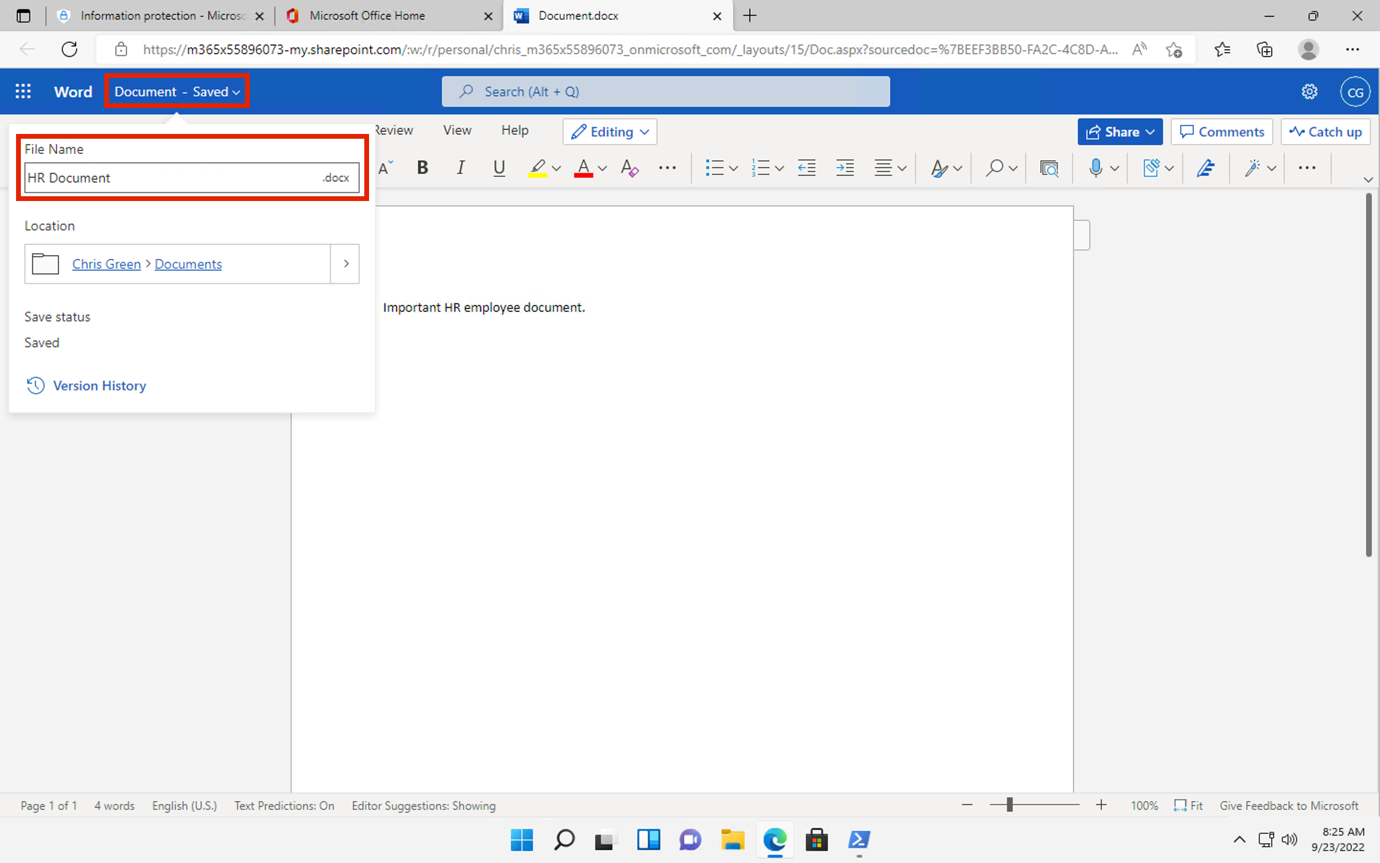 Information protection - Microsc
Microsoft Office Home
Document.docx
https://m365x55896073-my.sharepoint.com/:w:/r/personal/chris_m365x55896073_onmicrosoft_com/_layouts/15/Doc.aspx?sourcedoc=%7BEEF3BB50-FA2C-4C8D-A...
Word
Document - Saved
Search (Alt + Q)
CG
Review View Help Editing
Share Comments Catch up
File Name
HR Document .docx
Location
Chris Green > Documents
Save status
Saved
Version History
Important HR employee document.
Page 1 of 1 4 words English (U.S.) Text Predictions: On Editor Suggestions: Showing
100% Fit Give Feedback to Microsoft
8:25 AM
9/23/2022